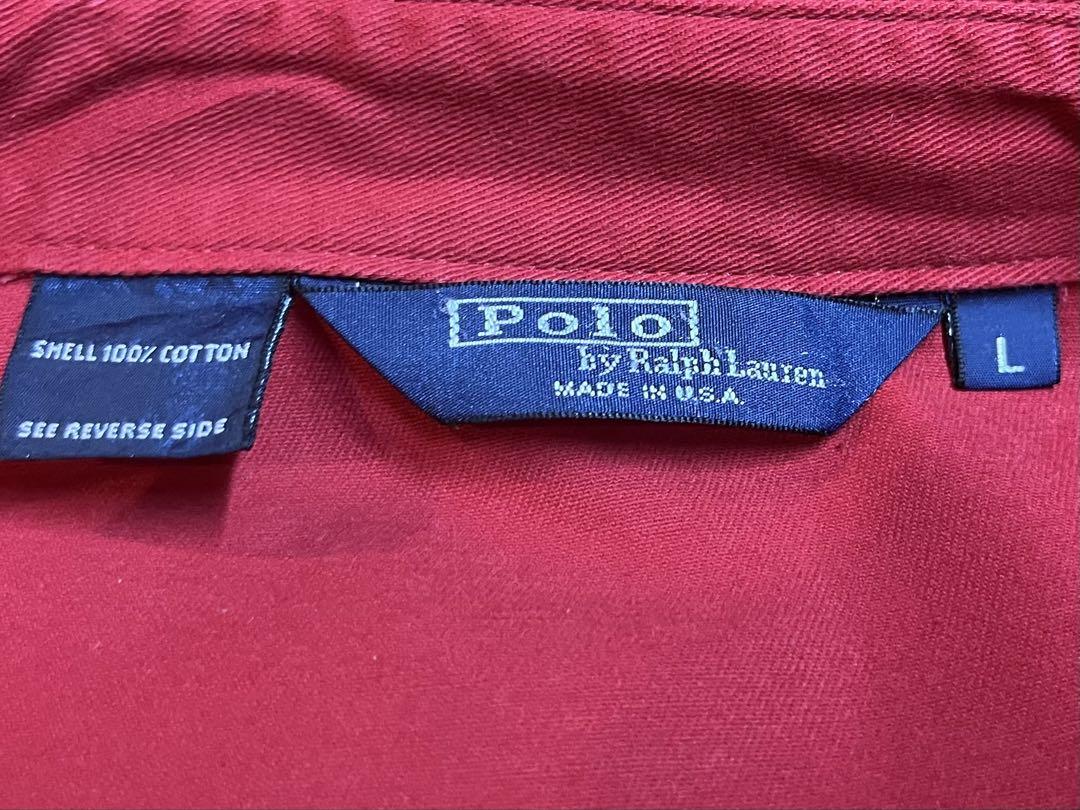 SHELL 100% COTTON
SEE REVERSE SIDE
Polo
by Ralph Lauren
MADE IN U.S.A.
L